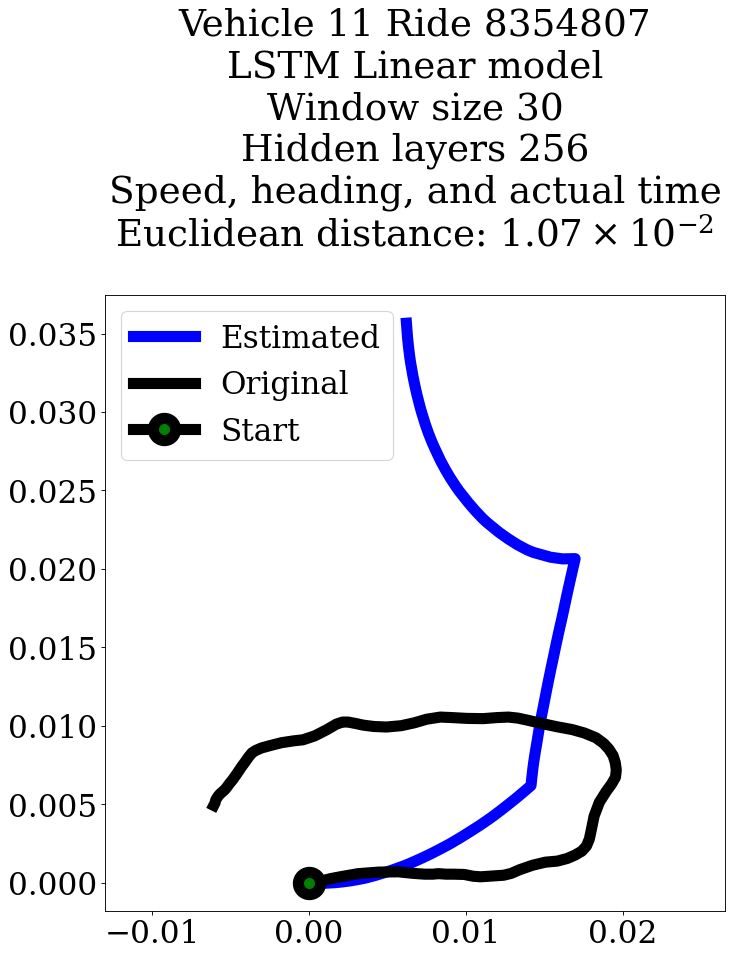 Vehicle 11 Ride 8354807
LSTM Linear model
Window size 30
Hidden layers 256
Speed, heading, and actual time
Euclidean distance: 1.07 × 10⁻²
Estimated
Original
Start
0.035
0.030
0.025
0.020
0.015
0.010
0.005
0.000
−0.01 0.00 0.01 0.02